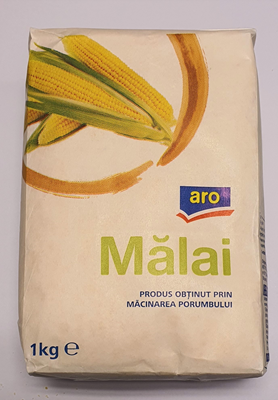 aro
Mălai
PRODUS OBȚINUT PRIN
MĂCINAREA PORUMBULUI
1kg ℮